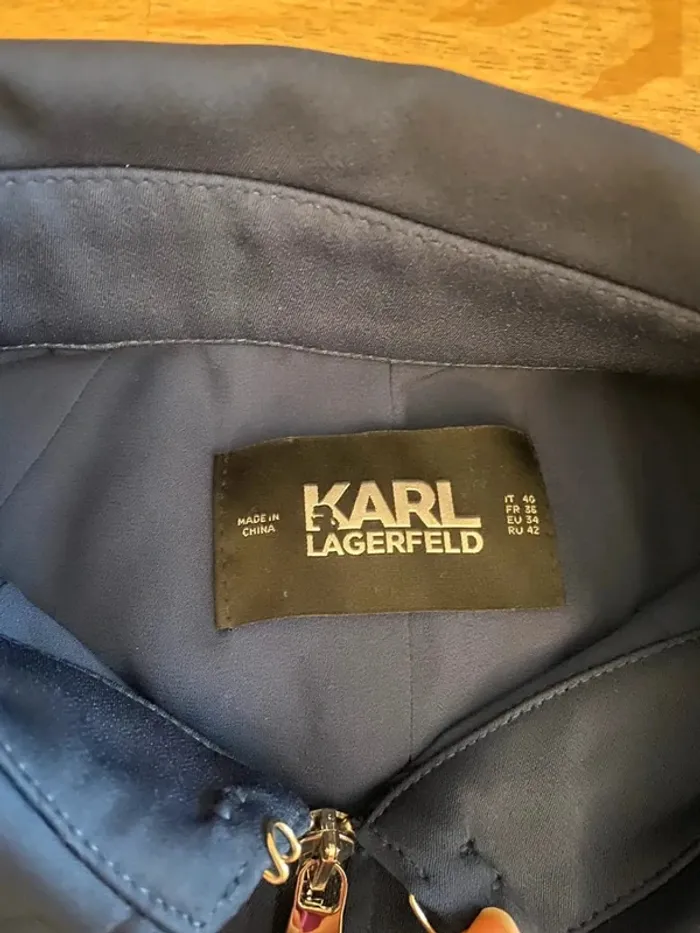 MADE IN
CHINA
KARL
LAGERFELD
IT 40
FR 36
EU 34
RU 42